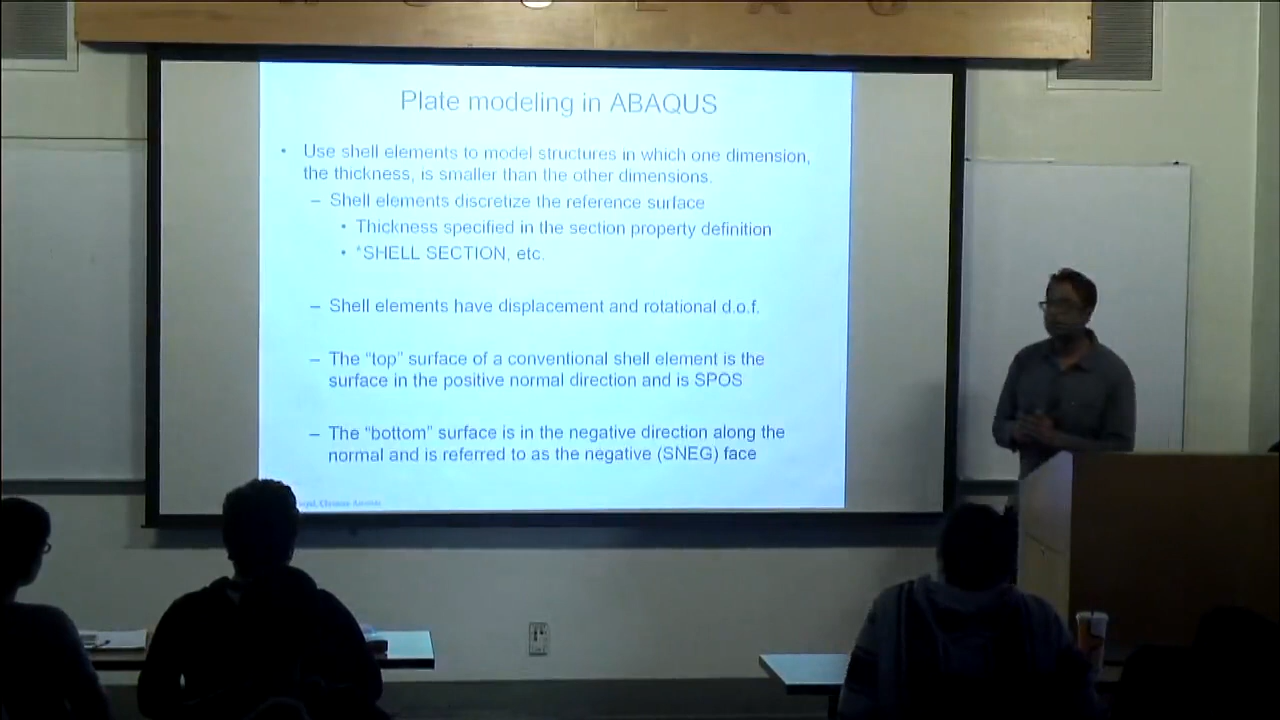 Plate modeling in ABAQUS
• Use shell elements to model structures in which one dimension,
the thickness, is smaller than the other dimensions.
– Shell elements discretize the reference surface
• Thickness specified in the section property definition
• *SHELL SECTION, etc.
– Shell elements have displacement and rotational d.o.f.
– The “top” surface of a conventional shell element is the
surface in the positive normal direction and is SPOS
– The “bottom” surface is in the negative direction along the
normal and is referred to as the negative (SNEG) face